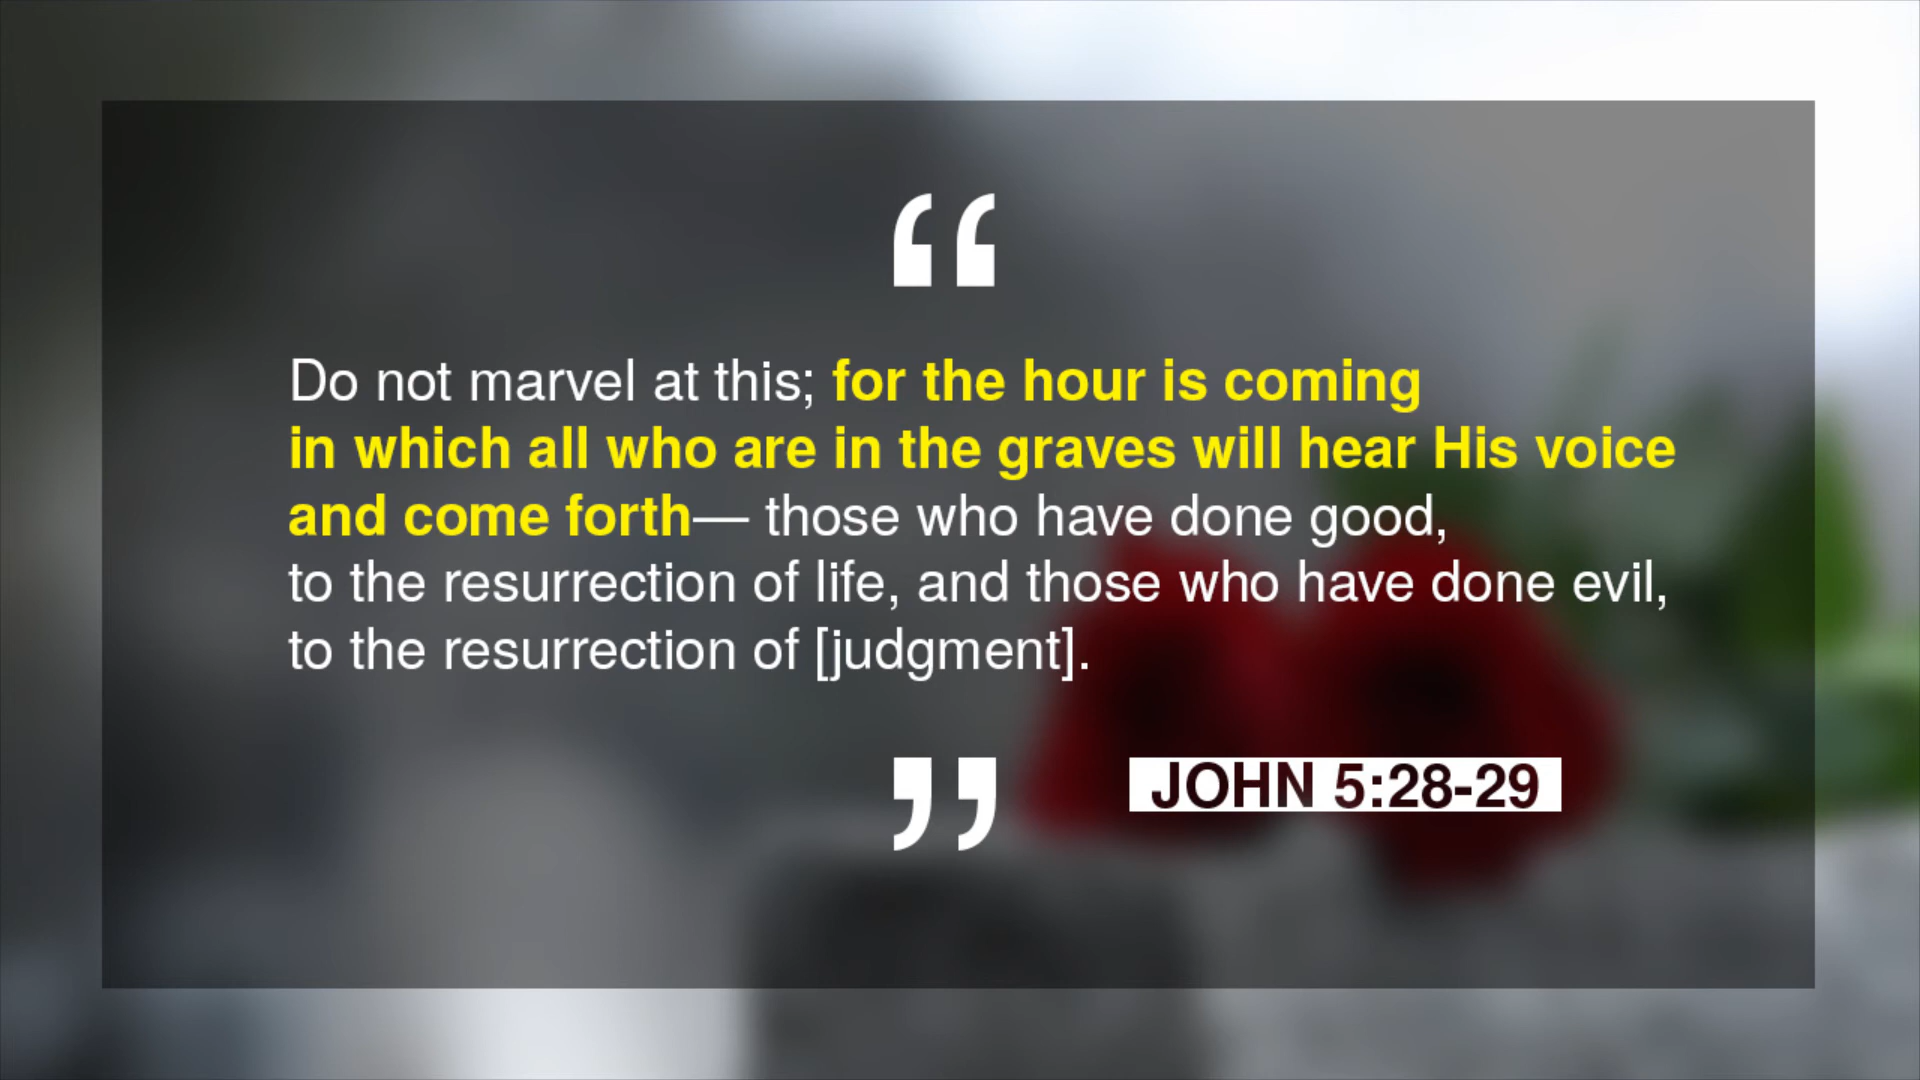 “
Do not marvel at this; for the hour is coming
in which all who are in the graves will hear His voice
and come forth— those who have done good,
to the resurrection of life, and those who have done evil,
to the resurrection of [judgment].
”
JOHN 5:28-29